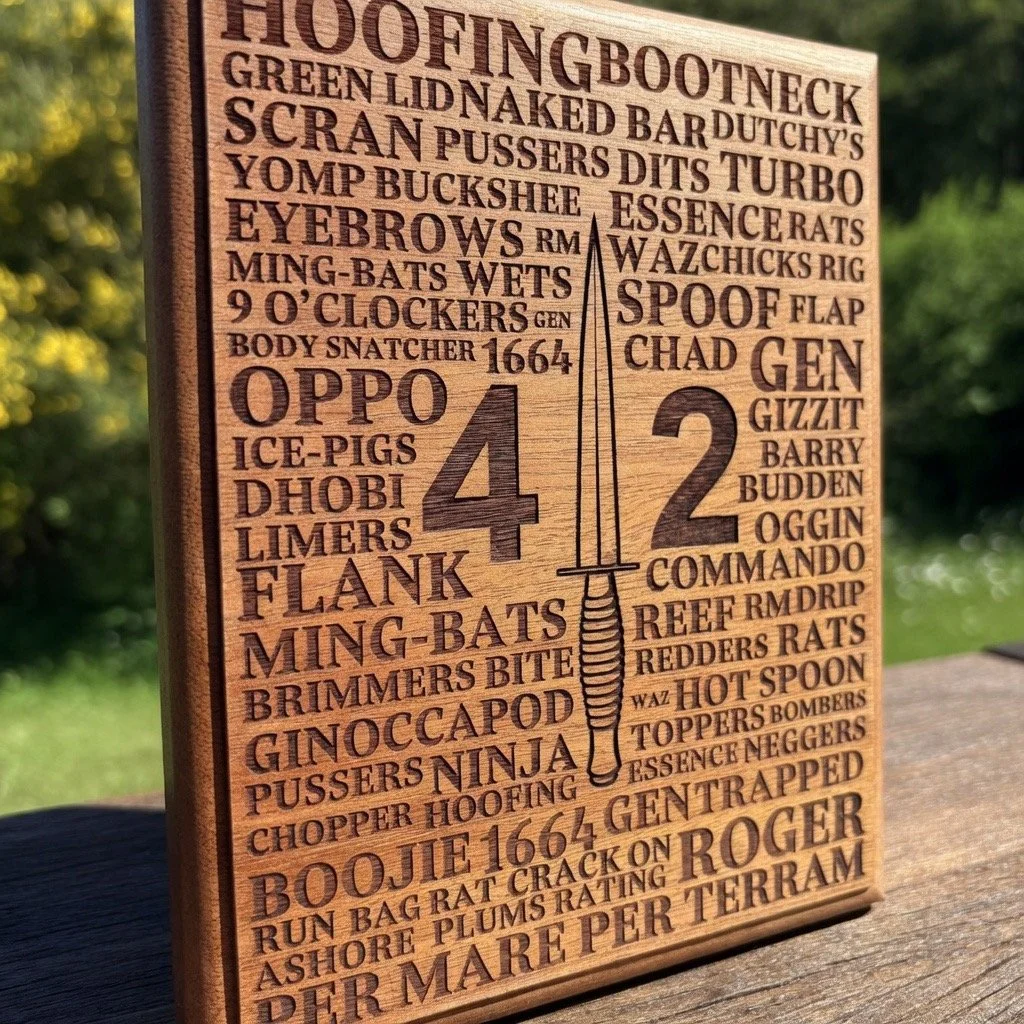 HOOFING BOOTNECK
GREEN LID NAKED BAR DUTCHY'S
SCRAN PUSSERS DITS TURBO
YOMP BUCKSHEE ESSENCE RATS
EYEBROWS RM WAZ CHICKS RIG
MING-BATS WETS SPOOF FLAP
9 O'CLOCKERS GEN
BODY SNATCHER 1664 CHAD GEN
OPPO 4 2 GIZZIT
ICE-PIGS BARRY
DHOBI BUDDEN
LIMERS OGGIN
FLANK COMMANDO
MING-BATS REEF RM DRIP
BRIMMERS BITE REDDERS RATS
GINOCCAPOD WAZ HOT SPOON
PUSSERS NINJA TOPPERS BOMBERS
CHOPPER HOOFING ESSENCE NEGGERS
BOOJIE 1664 GEN TRAPPED
RUN BAG RAT CRACK ON ROGER
ASHORE PLUMS RATING
PER MARE PER TERRAM